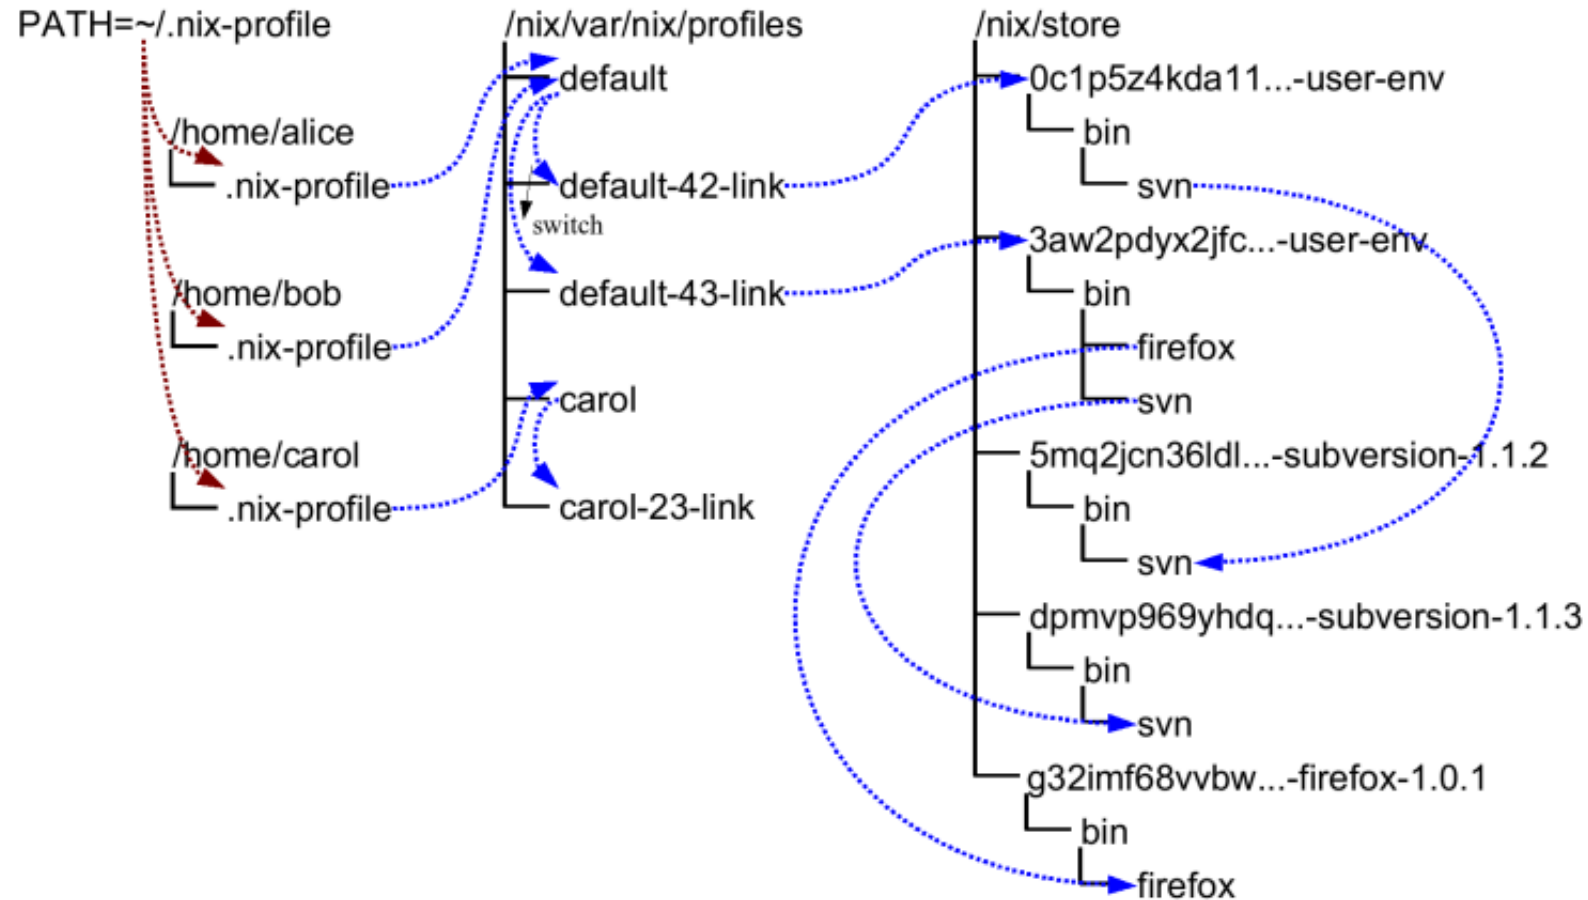 PATH=~/.nix-profile
/home/alice
.nix-profile
/home/bob
.nix-profile
/home/carol
.nix-profile
/nix/var/nix/profiles
default
default-42-link
switch
default-43-link
carol
carol-23-link
/nix/store
0c1p5z4kda11...-user-env
bin
svn
3aw2pdyx2jfc...-user-env
bin
firefox
svn
5mq2jcn36ldl...-subversion-1.1.2
bin
svn
dpmvp969yhdq...-subversion-1.1.3
bin
svn
g32imf68vvbw...-firefox-1.0.1
bin
firefox